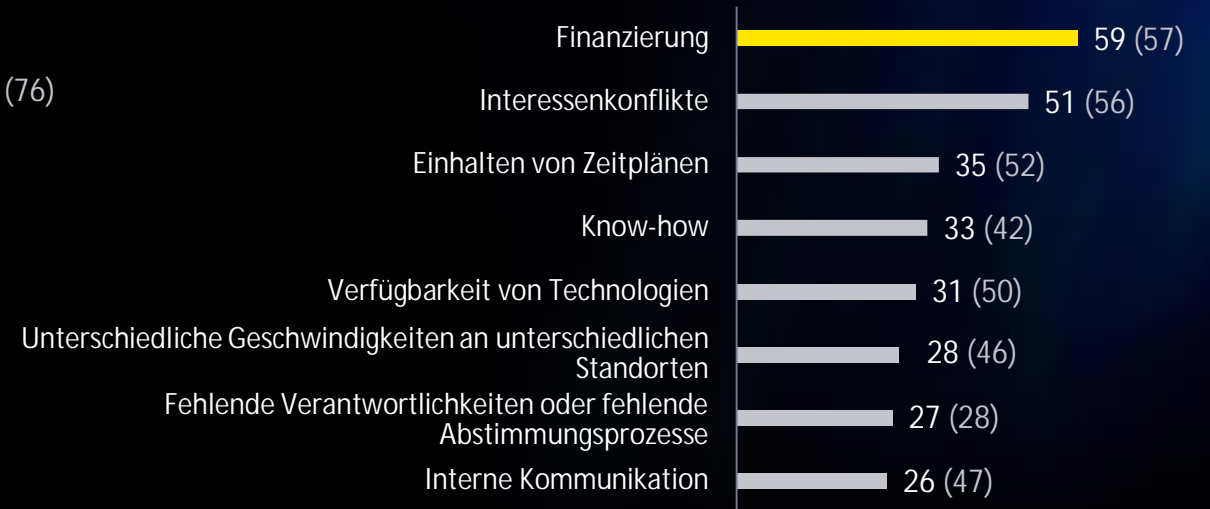 Finanzierung 59 (57)
(76)
Interessenkonflikte 51 (56)
Einhalten von Zeitplänen 35 (52)
Know-how 33 (42)
Verfügbarkeit von Technologien 31 (50)
Unterschiedliche Geschwindigkeiten an unterschiedlichen
Standorten 28 (46)
Fehlende Verantwortlichkeiten oder fehlende
Abstimmungsprozesse 27 (28)
Interne Kommunikation 26 (47)